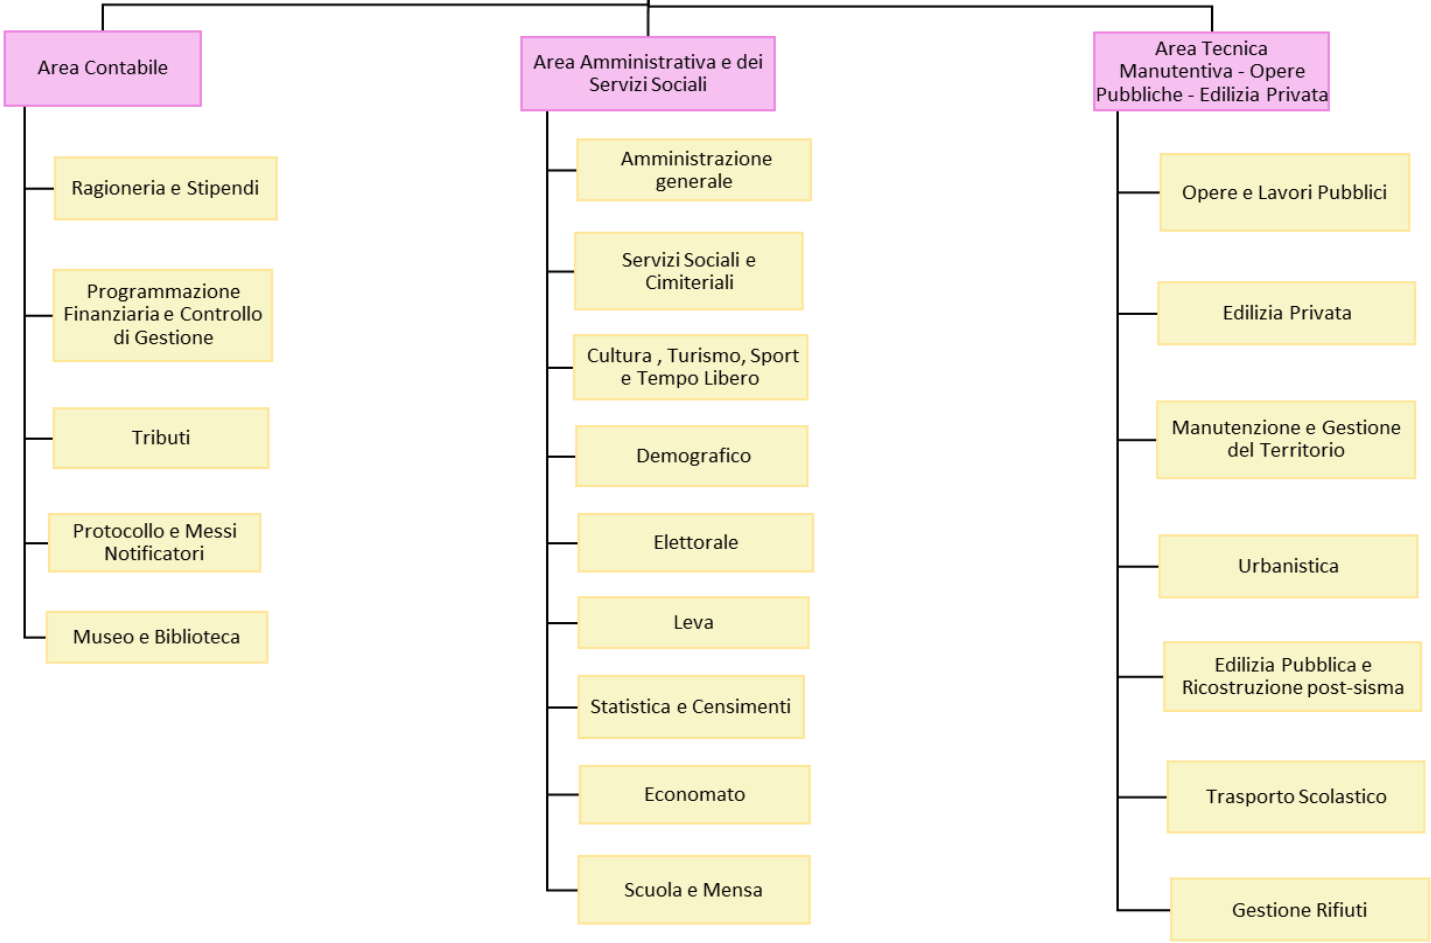 Area Contabile
Ragioneria e Stipendi
Programmazione
Finanziaria e Controllo
di Gestione
Tributi
Protocollo e Messi
Notificatori
Museo e Biblioteca
Area Amministrativa e dei
Servizi Sociali
Amministrazione
generale
Servizi Sociali e
Cimiteriali
Cultura , Turismo, Sport
e Tempo Libero
Demografico
Elettorale
Leva
Statistica e Censimenti
Economato
Scuola e Mensa
Area Tecnica
Manutentiva - Opere
Pubbliche - Edilizia Privata
Opere e Lavori Pubblici
Edilizia Privata
Manutenzione e Gestione
del Territorio
Urbanistica
Edilizia Pubblica e
Ricostruzione post-sisma
Trasporto Scolastico
Gestione Rifiuti